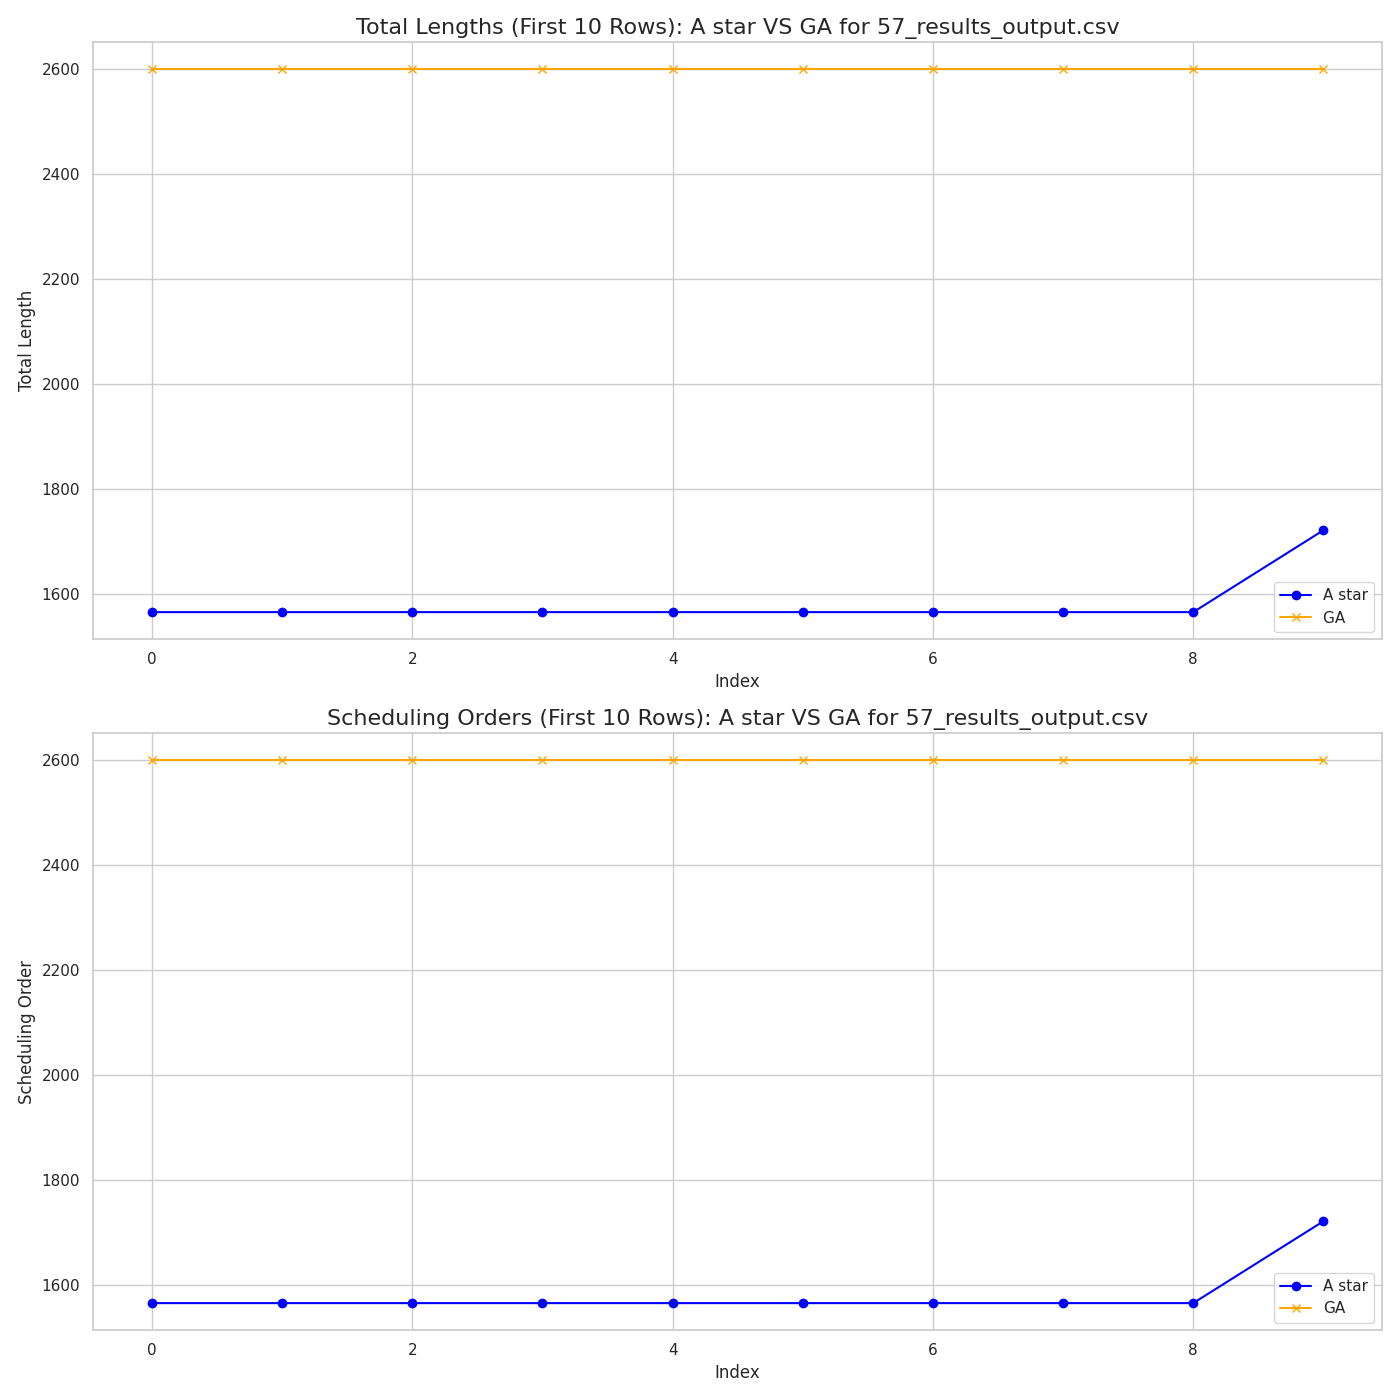 Total Lengths (First 10 Rows): A star VS GA for 57_results_output.csv
2600
2400
2200
2000
1800
1600
Total Length
0 2 4 6 8
Index
A star
GA
Scheduling Orders (First 10 Rows): A star VS GA for 57_results_output.csv
2600
2400
2200
2000
1800
1600
Scheduling Order
0 2 4 6 8
Index
A star
GA